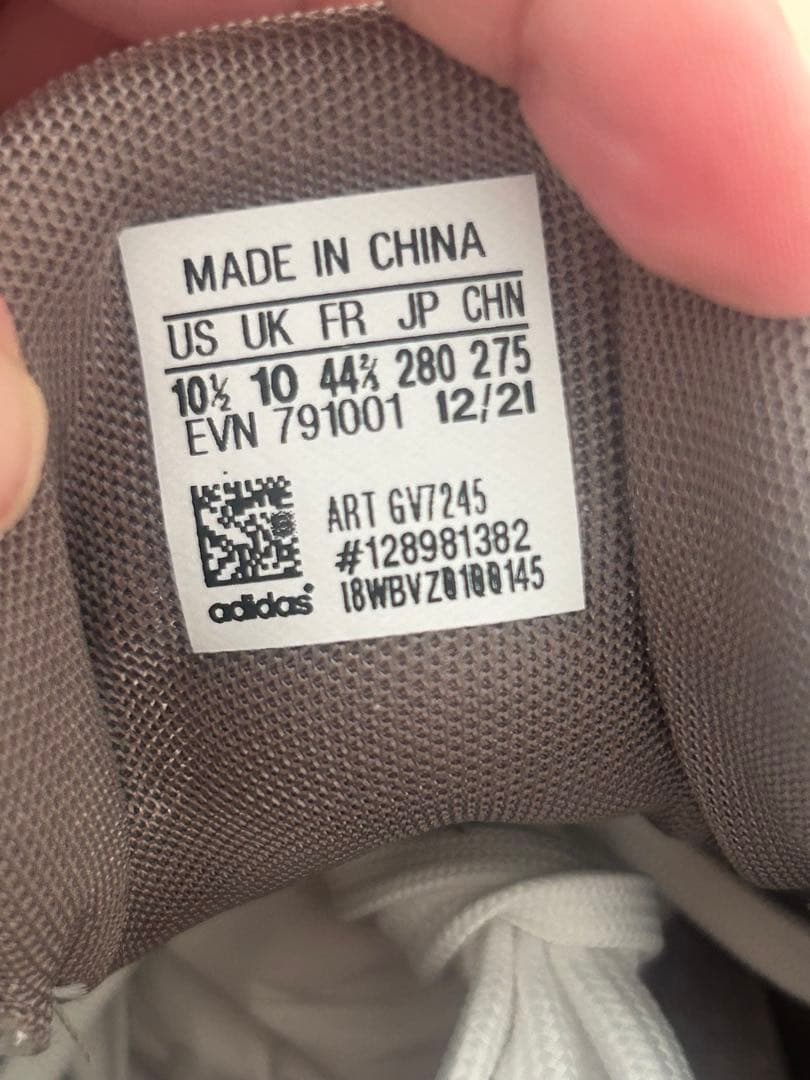 MADE IN CHINA
US UK FR JP CHN
10½ 10 44⅔ 280 275
EVN 791001 12/21
ART GV7245
#128981382
adidas® I8WBVZ0100145